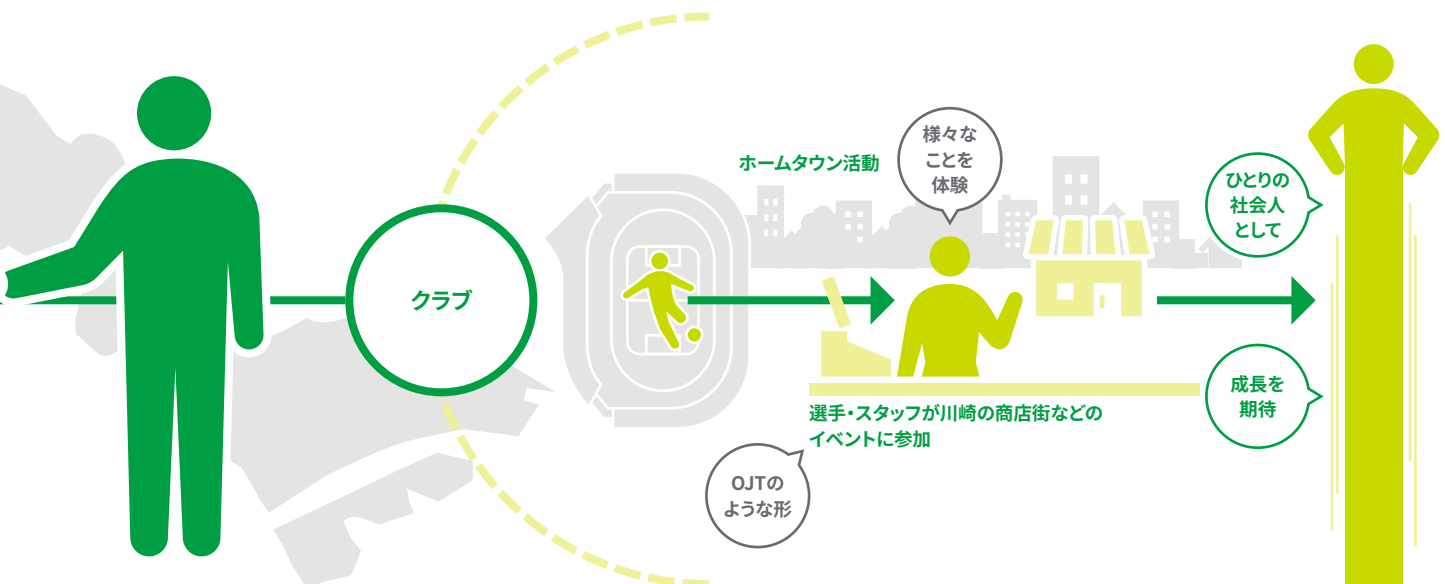 クラブ
ホームタウン活動
様々な
ことを
体験
選手・スタッフが川崎の商店街などの
イベントに参加
OJTの
ような形
ひとりの
社会人
として
成長を
期待